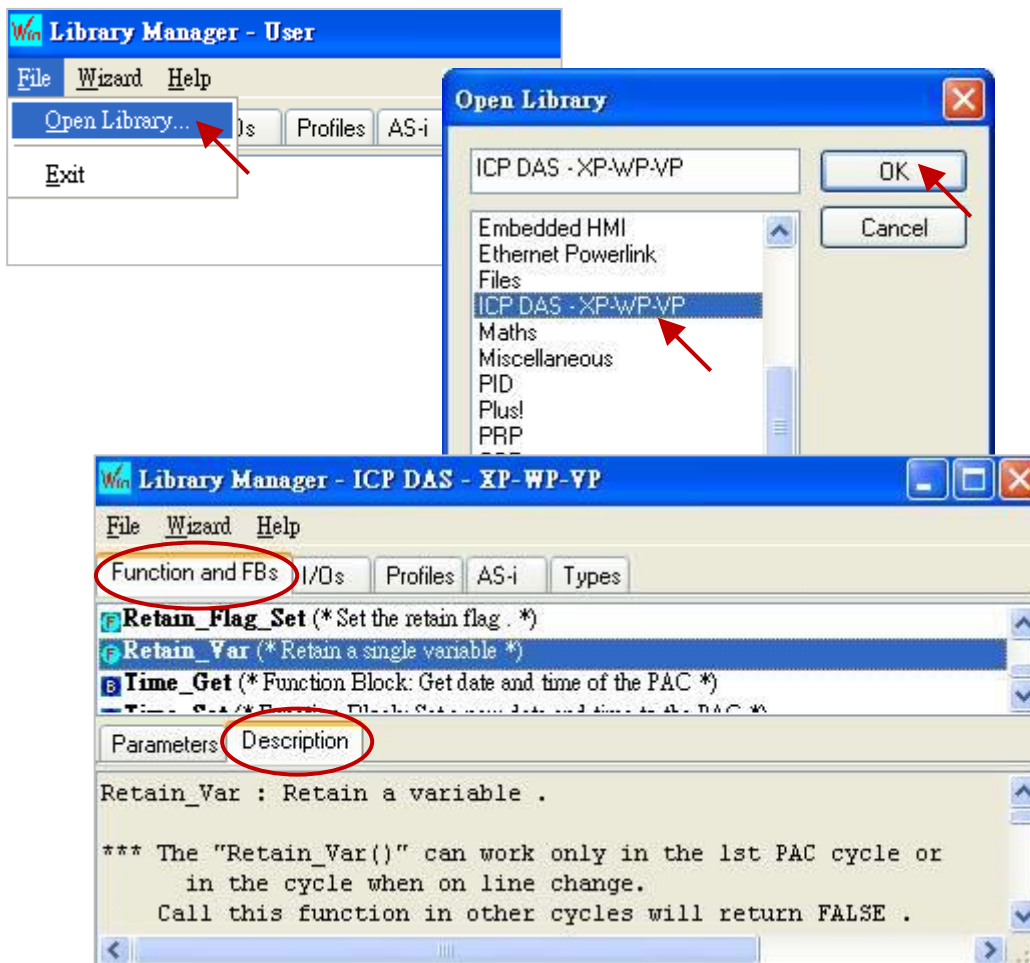 Win Library Manager - User
File Wizard Help
Open Library...
Exit
Profiles AS-i
Open Library
ICP DAS - XP-WP-VP
OK
Cancel
Embedded HMI
Ethernet Powerlink
Files
ICP DAS - XP-WP-VP
Maths
Miscellaneous
PID
Plus!
PRP
Win Library Manager - ICP DAS - XP-WP-VP
File Wizard Help
Function and FBs I/Os Profiles AS-i Types
F Retain_Flag_Set (* Set the retain flag . *)
F Retain_Var (* Retain a single variable *)
B Time_Get (* Function Block: Get date and time of the PAC *)
Parameters Description
Retain_Var : Retain a variable .
*** The "Retain_Var()" can work only in the 1st PAC cycle or
in the cycle when on line change.
Call this function in other cycles will return FALSE .